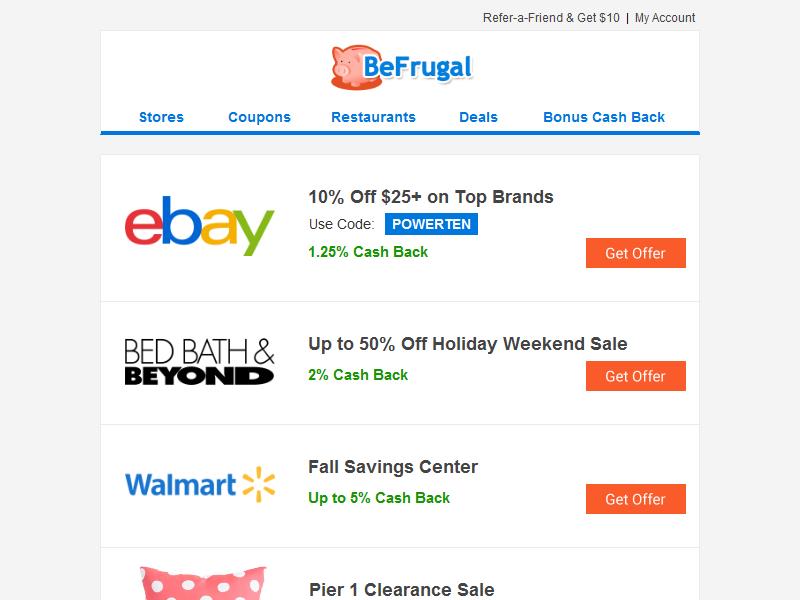 Refer-a-Friend & Get $10 | My Account
BeFrugal
Stores Coupons Restaurants Deals Bonus Cash Back
ebay
10% Off $25+ on Top Brands
Use Code: POWERTEN
1.25% Cash Back
Get Offer
BED BATH &
BEYOND
Up to 50% Off Holiday Weekend Sale
2% Cash Back
Get Offer
Walmart
Fall Savings Center
Up to 5% Cash Back
Get Offer
Pier 1 Clearance Sale